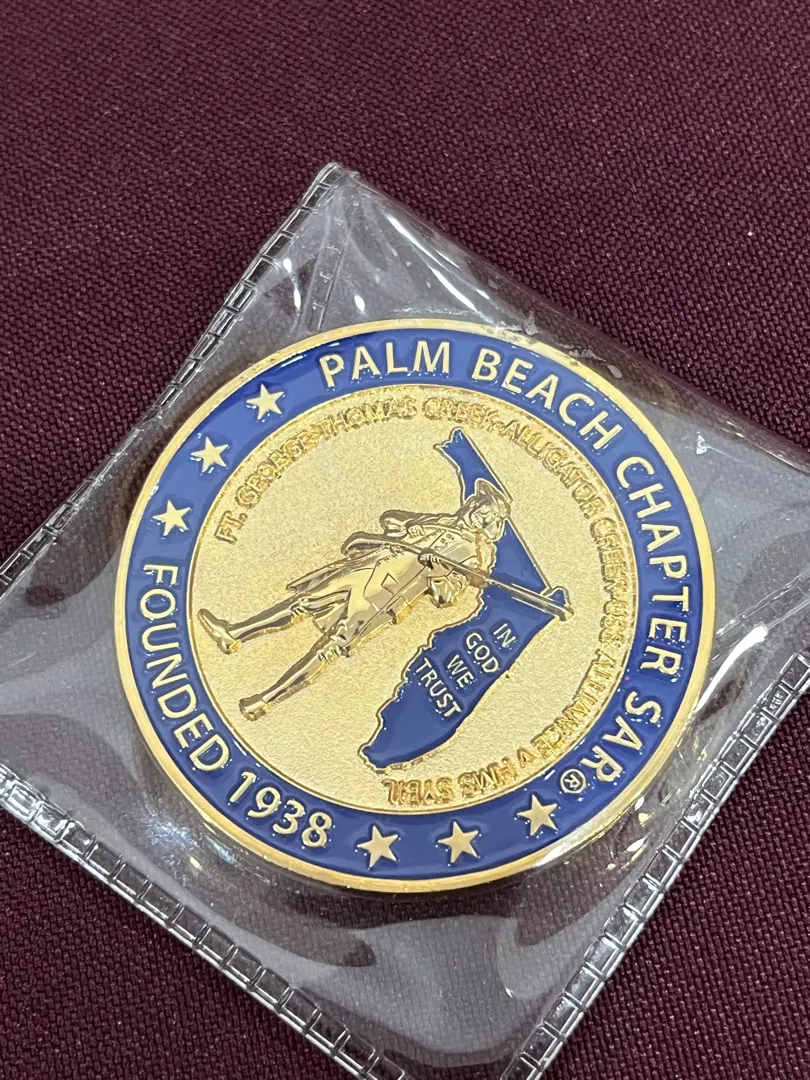 PALM BEACH CHAPTER SAR®
FOUNDED 1938
FT. GEORGE·THOMAS CREEK·ALLIGATOR CREEK·USS ALLIANCE V HMS SYBIL
IN
GOD
WE
TRUST